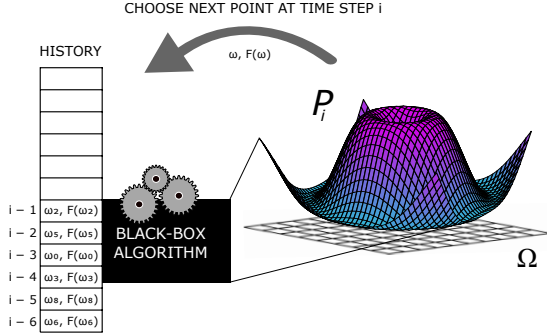 CHOOSE NEXT POINT AT TIME STEP i
HISTORY
ω, F(ω)
Pᵢ
i − 1 ω₂, F(ω₂)
i − 2 ω₅, F(ω₅)
i − 3 ω₀, F(ω₀)
i − 4 ω₃, F(ω₃)
i − 5 ω₈, F(ω₈)
i − 6 ω₆, F(ω₆)
BLACK-BOX
ALGORITHM
Ω